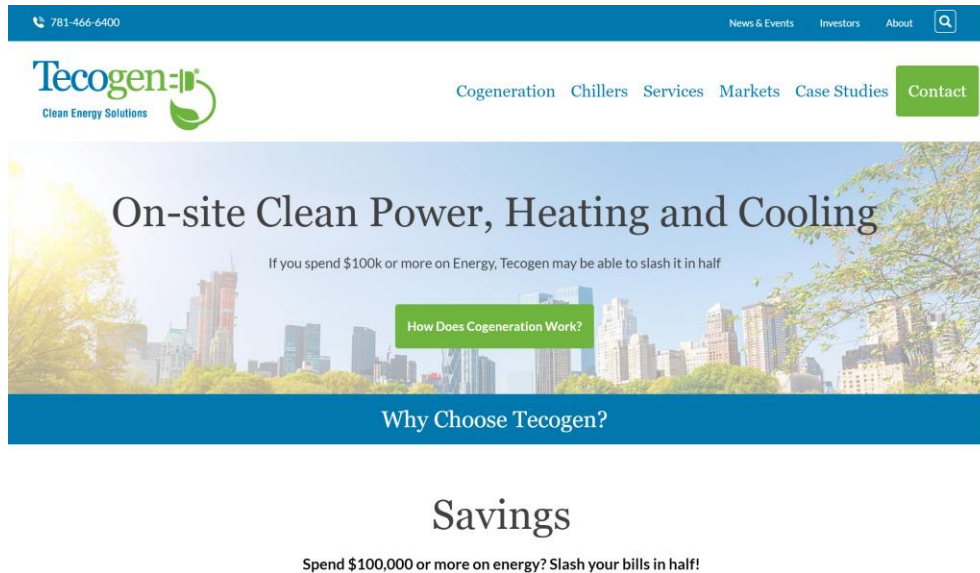 781-466-6400
News & Events Investors About
Tecogen
Clean Energy Solutions
Cogeneration Chillers Services Markets Case Studies Contact
On-site Clean Power, Heating and Cooling
If you spend $100k or more on Energy, Tecogen may be able to slash it in half
How Does Cogeneration Work?
Why Choose Tecogen?
Savings
Spend $100,000 or more on energy? Slash your bills in half!